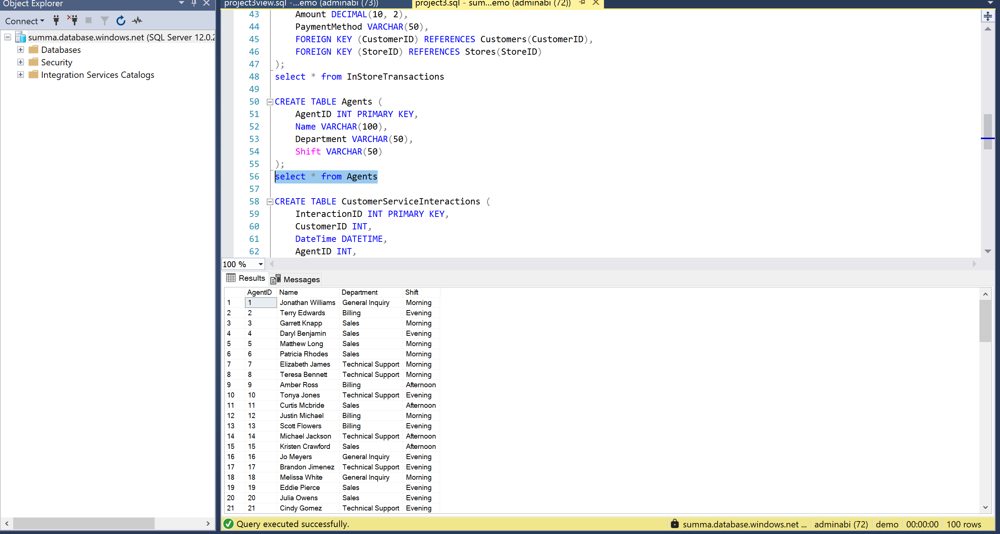 Object Explorer
project3view.sql -...emo (adminabi (73))
project3.sql - sum...emo (adminabi (72))
Connect
summa.database.windows.net (SQL Server 12.0.2
Databases
Security
Integration Services Catalogs
43 Amount DECIMAL(10, 2),
44 PaymentMethod VARCHAR(50),
45 FOREIGN KEY (CustomerID) REFERENCES Customers(CustomerID),
46 FOREIGN KEY (StoreID) REFERENCES Stores(StoreID)
47 );
48 select * from InStoreTransactions
49
50 CREATE TABLE Agents (
51 AgentID INT PRIMARY KEY,
52 Name VARCHAR(100),
53 Department VARCHAR(50),
54 Shift VARCHAR(50)
55 );
56 select * from Agents
57
58 CREATE TABLE CustomerServiceInteractions (
59 InteractionID INT PRIMARY KEY,
60 CustomerID INT,
61 DateTime DATETIME,
62 AgentID INT,
100 %
Results Messages
AgentID Name Department Shift
1 1 Jonathan Williams General Inquiry Morning
2 2 Terry Edwards Billing Evening
3 3 Garrett Knapp Sales Morning
4 4 Daryl Benjamin Sales Evening
5 5 Matthew Long Sales Morning
6 6 Patricia Rhodes Sales Morning
7 7 Elizabeth James Technical Support Morning
8 8 Teresa Bennett Technical Support Morning
9 9 Amber Ross Billing Afternoon
10 10 Tonya Jones Technical Support Evening
11 11 Curtis Mcbride Sales Afternoon
12 12 Justin Michael Billing Morning
13 13 Scott Flowers Billing Evening
14 14 Michael Jackson Technical Support Afternoon
15 15 Kristen Crawford Sales Afternoon
16 16 Jo Meyers General Inquiry Evening
17 17 Brandon Jimenez Technical Support Evening
18 18 Melissa White General Inquiry Morning
19 19 Eddie Pierce Sales Evening
20 20 Julia Owens Sales Evening
21 21 Cindy Gomez Technical Support Evening
Query executed successfully.
summa.database.windows.net ... adminabi (72) demo 00:00:00 100 rows